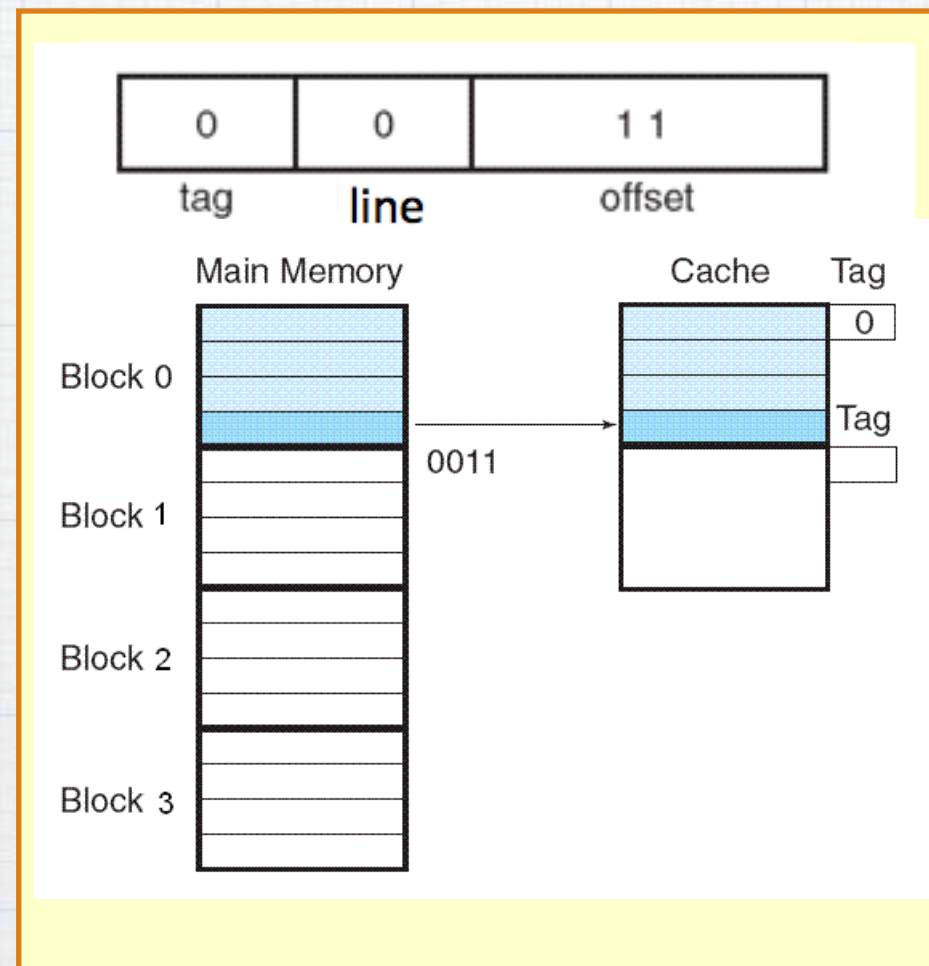 0 0 1 1
tag line offset
Main Memory Cache Tag
0
Block 0
Tag
0011
Block 1
Block 2
Block 3